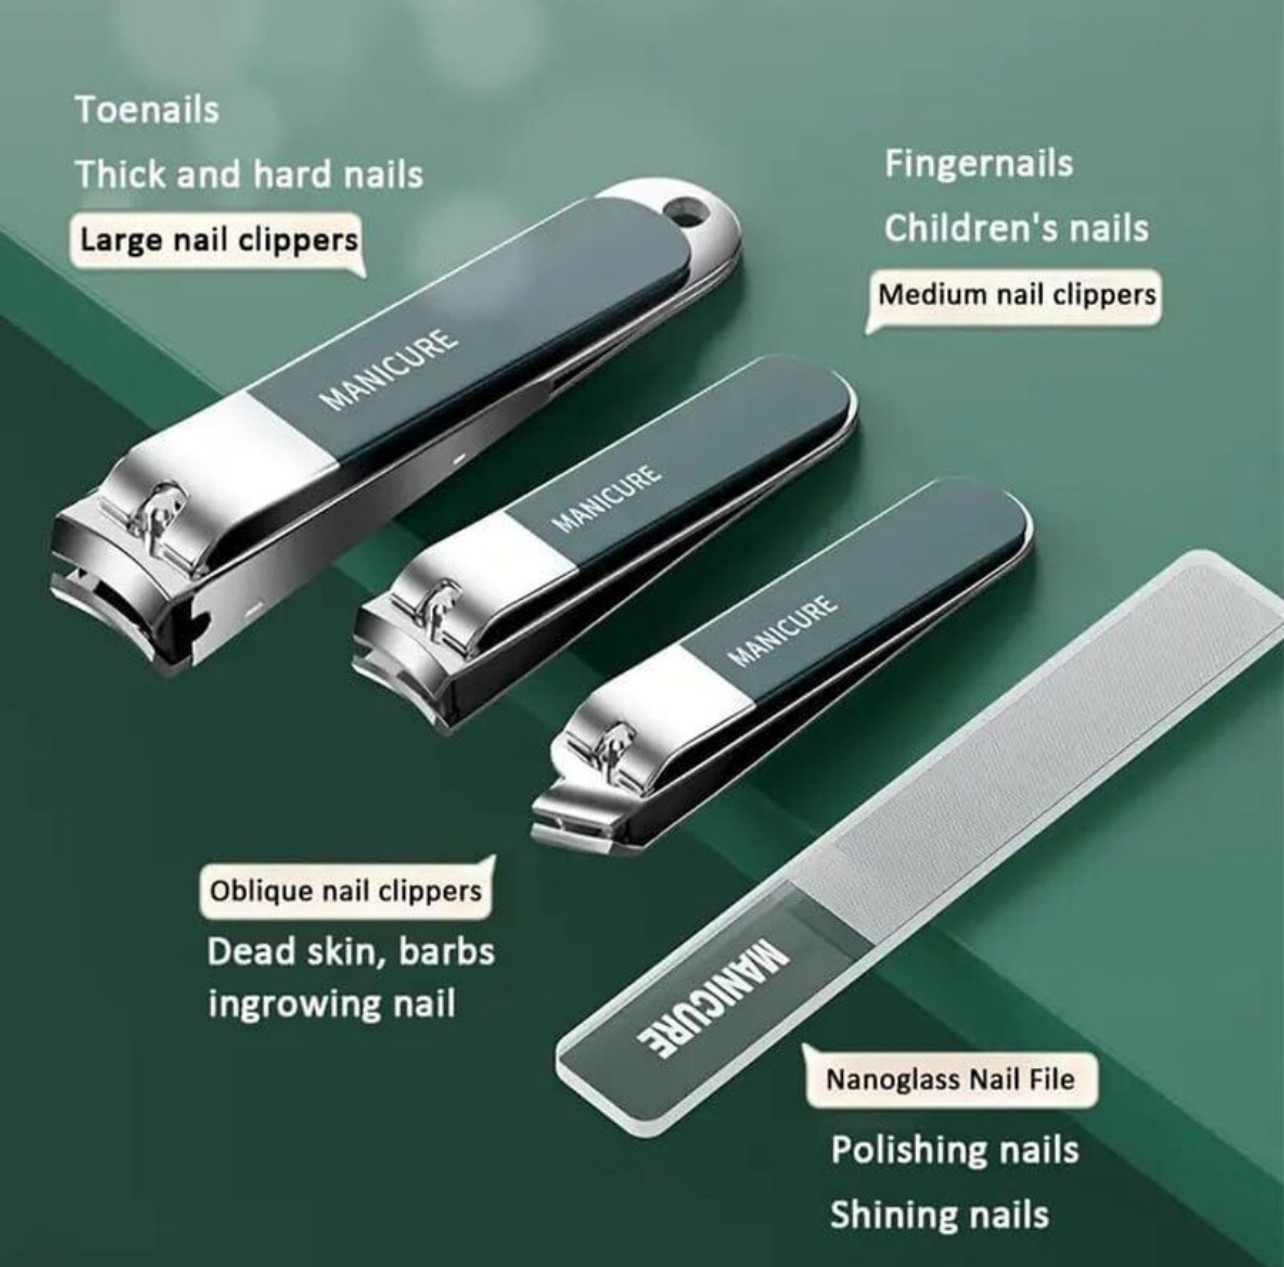 Toenails
Thick and hard nails
Large nail clippers
Fingernails
Children's nails
Medium nail clippers
MANICURE
MANICURE
MANICURE
Oblique nail clippers
Dead skin, barbs
ingrowing nail
MANICURE
Nanoglass Nail File
Polishing nails
Shining nails